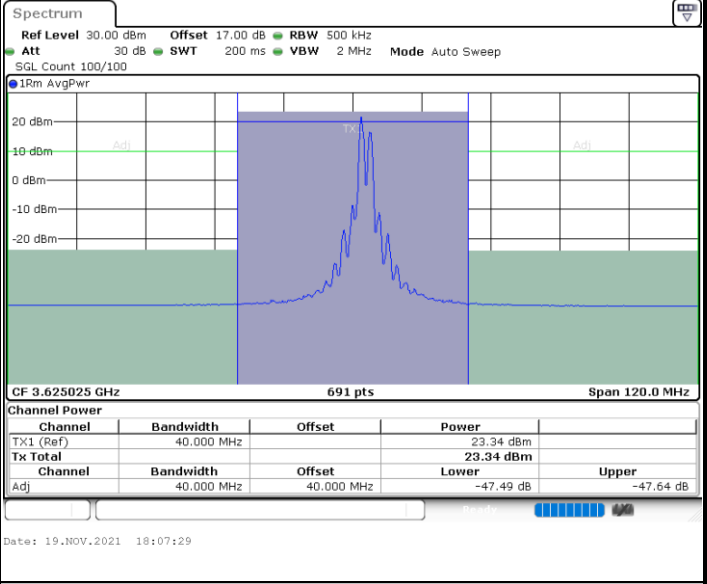 Spectrum
Ref Level 30.00 dBm Offset 17.00 dB RBW 500 kHz
Att 30 dB SWT 200 ms VBW 2 MHz Mode Auto Sweep
SGL Count 100/100
1Rm AvgPwr
20 dBm
TX1
Adj
Adj
10 dBm
0 dBm
-10 dBm
-20 dBm
CF 3.625025 GHz 691 pts Span 120.0 MHz
Channel Power
Channel Bandwidth Offset Power
TX1 (Ref) 40.000 MHz 23.34 dBm
Tx Total 23.34 dBm
Channel Bandwidth Offset Lower Upper
Adj 40.000 MHz 40.000 MHz -47.49 dB -47.64 dB
Ready
Date: 19.NOV.2021 18:07:29